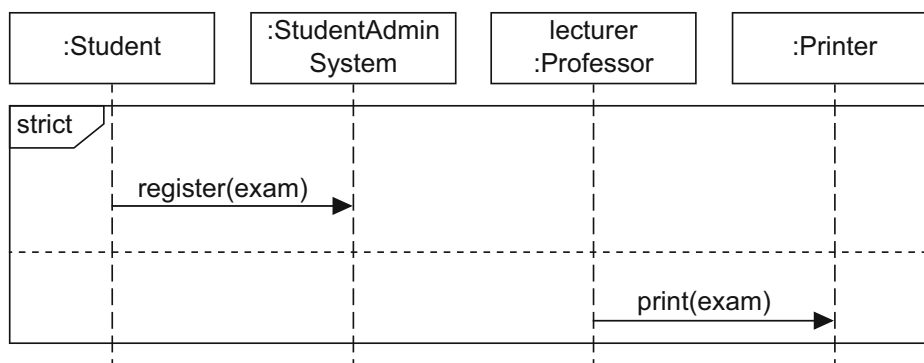 :Student
:StudentAdmin
System
lecturer
:Professor
:Printer
strict
register(exam)
print(exam)